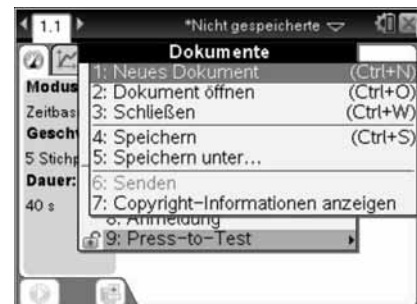 1.1 *Nicht gespeicherte
Dokumente
1: Neues Dokument (Ctrl+N)
2: Dokument öffnen (Ctrl+O)
3: Schließen (Ctrl+W)
4: Speichern (Ctrl+S)
5: Speichern unter...
6: Senden
7: Copyright-Informationen anzeigen
8: Anmeldung
9: Press-to-Test
Modus
Zeitbas
Geschw
5 Stichp
Dauer:
40 s